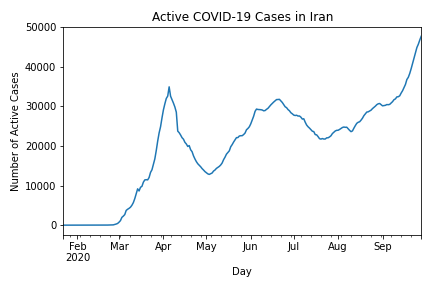 Active COVID-19 Cases in Iran
50000
40000
30000
20000
10000
0
Number of Active Cases
Feb Mar Apr May Jun Jul Aug Sep
2020
Day